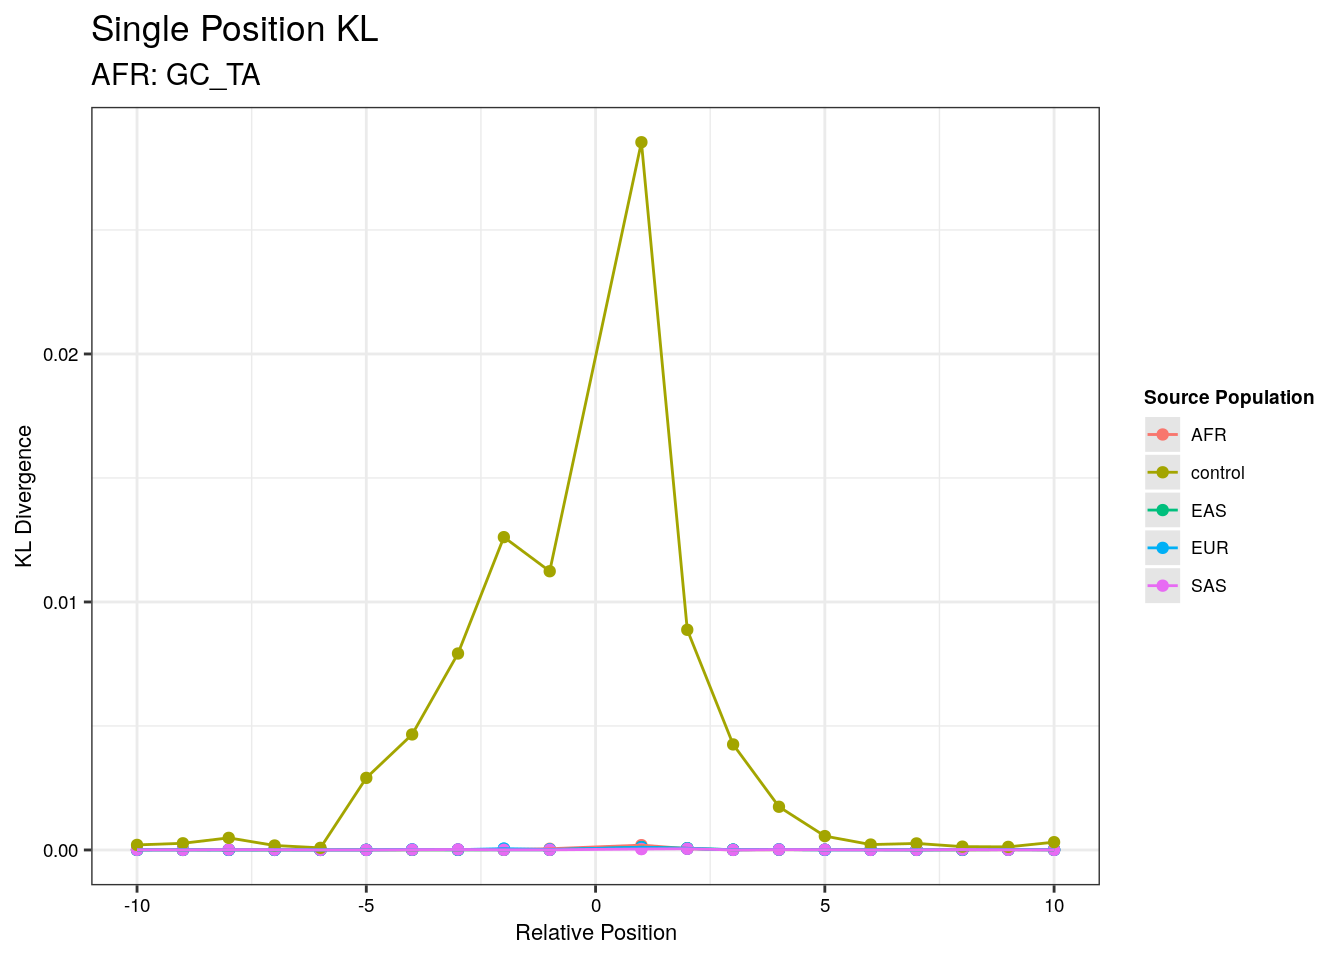 Single Position KL
AFR: GC_TA
KL Divergence
0.02
0.01
0.00
-10
-5
0
5
10
Relative Position
Source Population
AFR
control
EAS
EUR
SAS